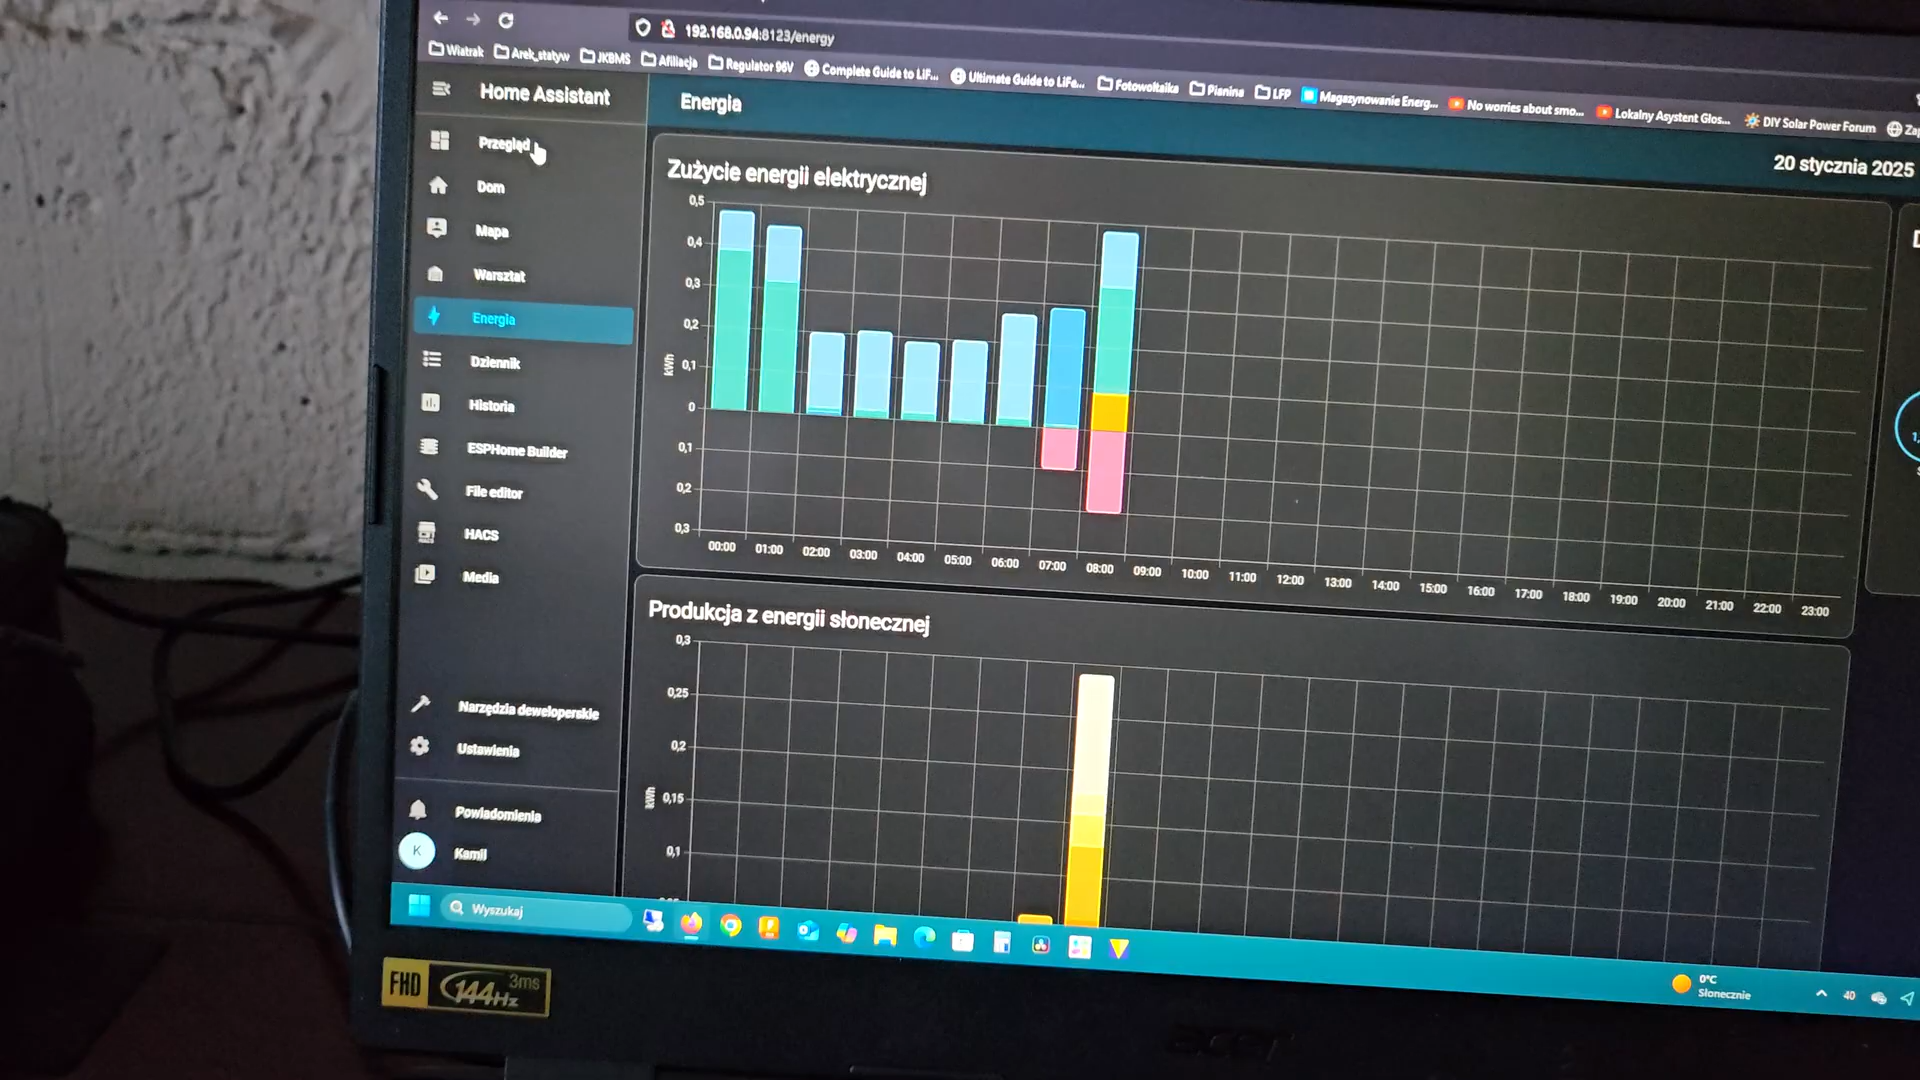 192.168.0.94:8123/energy
Wiatrak Arek_statyw JKBMS Afiliacja Regulator 96V Complete Guide to LiF... Ultimate Guide to LiFe... Fotowoltaika Pianina LFP Magazynowanie Energ... No worries about smo... Lokalny Asystent Głos... DIY Solar Power Forum Zap
Home Assistant
Przegląd
Dom
Mapa
Warsztat
Energia
Dziennik
Historia
ESPHome Builder
File editor
HACS
Media
Narzędzia deweloperskie
Ustawienia
Powiadomienia
K Kamil
Energia
20 stycznia 2025
Zużycie energii elektrycznej
0,5
0,4
0,3
0,2
0,1
0
0,1
0,2
0,3
kWh
00:00 01:00 02:00 03:00 04:00 05:00 06:00 07:00 08:00 09:00 10:00 11:00 12:00 13:00 14:00 15:00 16:00 17:00 18:00 19:00 20:00 21:00 22:00 23:00
Produkcja z energii słonecznej
0,3
0,25
0,2
0,15
0,1
kWh
Wyszukaj
0°C
Słonecznie
40
FHD 144Hz 3ms
acer